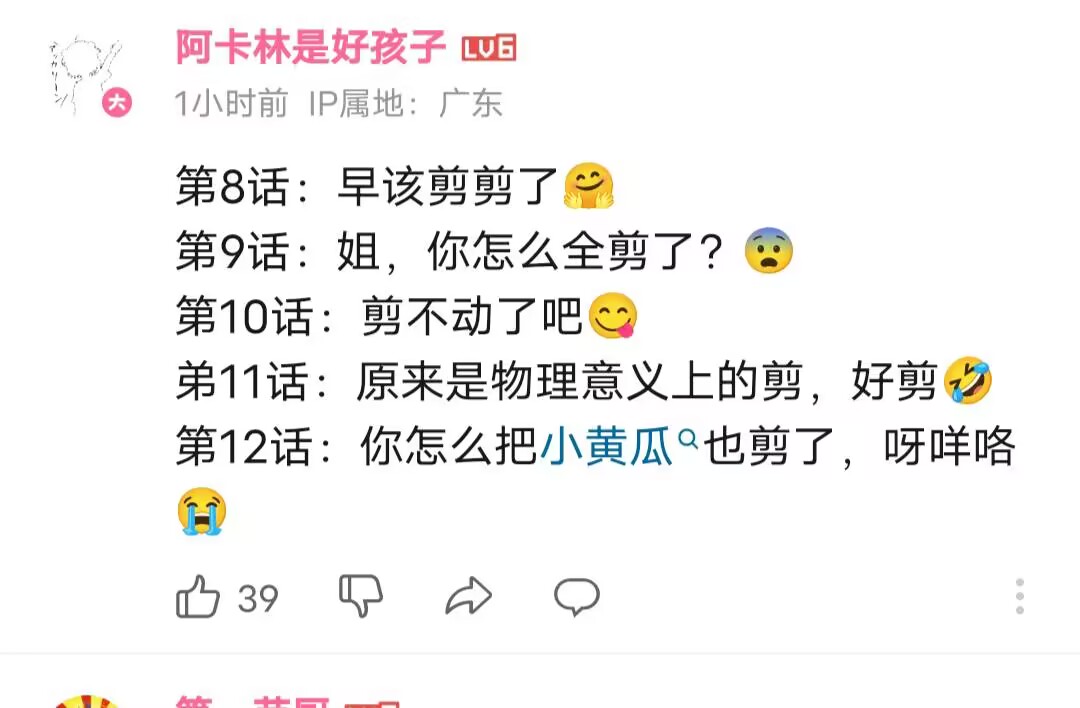 阿卡林是好孩子 LV6
大
1小时前 IP属地：广东
第8话：早该剪剪了🤗
第9话：姐，你怎么全剪了？😨
第10话：剪不动了吧😋
弟11话：原来是物理意义上的剪，好剪🤣
第12话：你怎么把小黄瓜也剪了，呀咩咯
😭
39